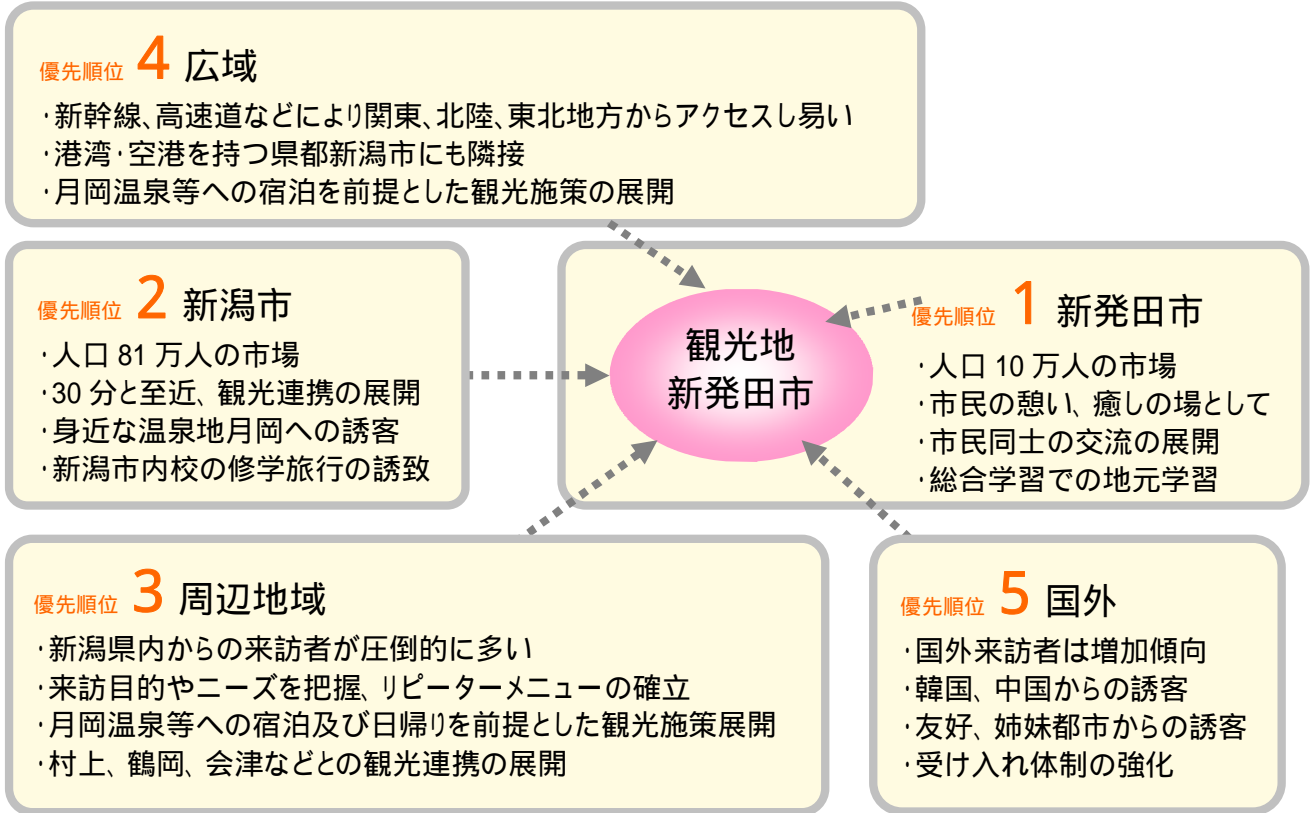 優先順位 4 広域
･新幹線、高速道などにより関東、北陸、東北地方からアクセスし易い
･港湾･空港を持つ県都新潟市にも隣接
･月岡温泉等への宿泊を前提とした観光施策の展開
優先順位 2 新潟市
･人口 81 万人の市場
･30 分と至近、観光連携の展開
･身近な温泉地月岡への誘客
･新潟市内校の修学旅行の誘致
観光地
新発田市
優先順位 1 新発田市
･人口 10 万人の市場
･市民の憩い、癒しの場として
･市民同士の交流の展開
･総合学習での地元学習
優先順位 3 周辺地域
･新潟県内からの来訪者が圧倒的に多い
･来訪目的やニーズを把握、リピーターメニューの確立
･月岡温泉等への宿泊及び日帰りを前提とした観光施策展開
･村上、鶴岡、会津などとの観光連携の展開
優先順位 5 国外
･国外来訪者は増加傾向
･韓国、中国からの誘客
･友好、姉妹都市からの誘客
･受け入れ体制の強化